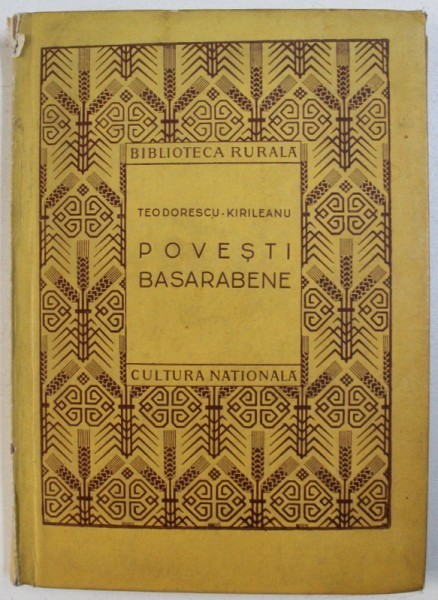 BIBLIOTECA RURALĂ
TEODORESCU-KIRILEANU
POVEȘTI
BASARABENE
CULTURA NAȚIONALĂ